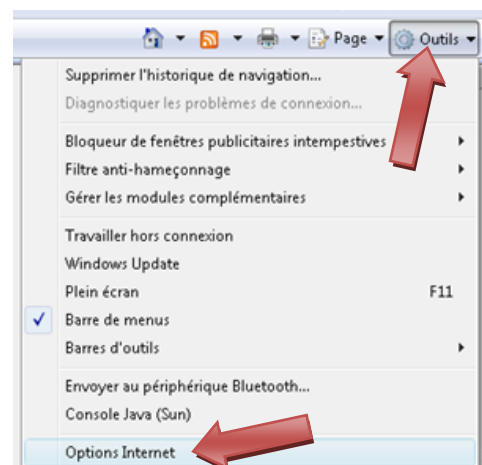 Page Outils
Supprimer l'historique de navigation...
Diagnostiquer les problèmes de connexion...
Bloqueur de fenêtres publicitaires intempestives
Filtre anti-hameçonnage
Gérer les modules complémentaires
Travailler hors connexion
Windows Update
Plein écran F11
Barre de menus
Barres d'outils
Envoyer au périphérique Bluetooth...
Console Java (Sun)
Options Internet